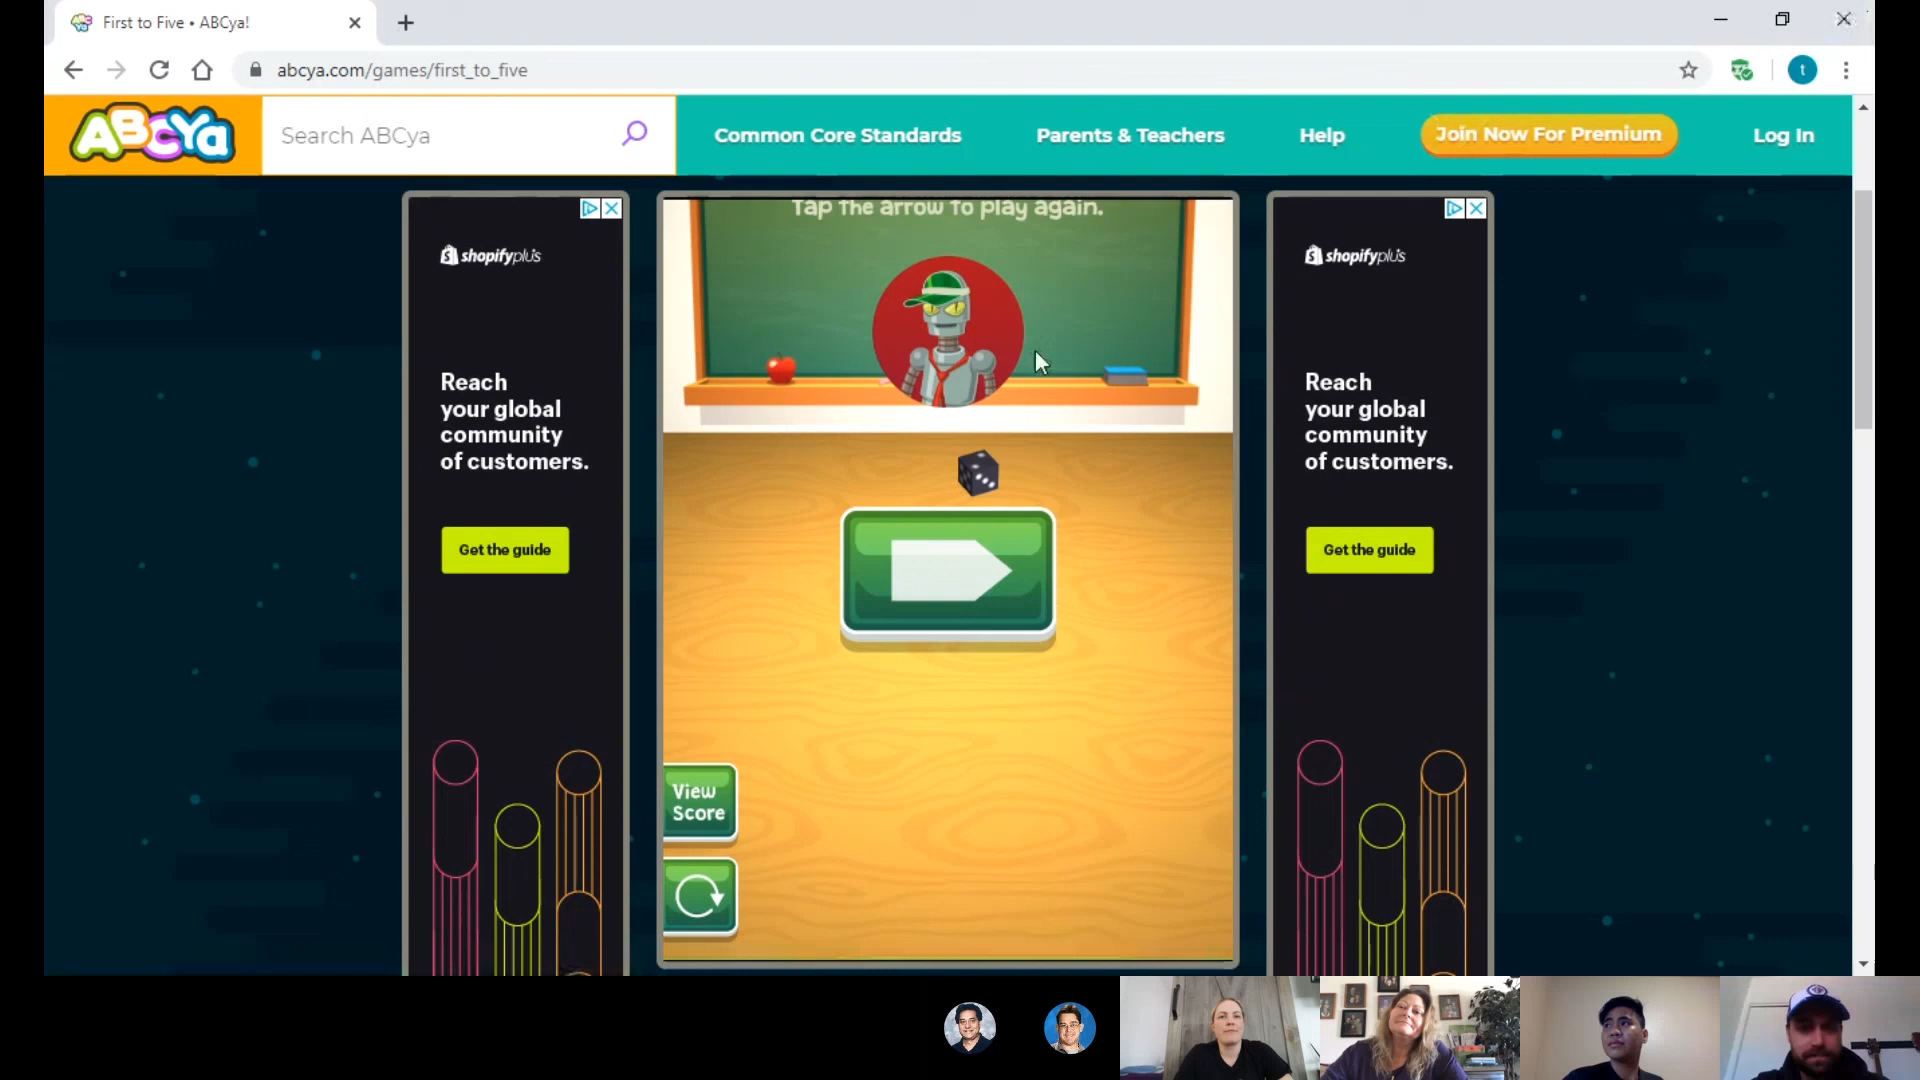 First to Five • ABCya!
abcya.com/games/first_to_five
t
ABCYa
Search ABCya
Common Core Standards
Parents & Teachers
Help
Join Now For Premium
Log In
shopifyplus
Reach
your global
community
of customers.
Get the guide
Tap the arrow to play again.
View
Score
shopifyplus
Reach
your global
community
of customers.
Get the guide